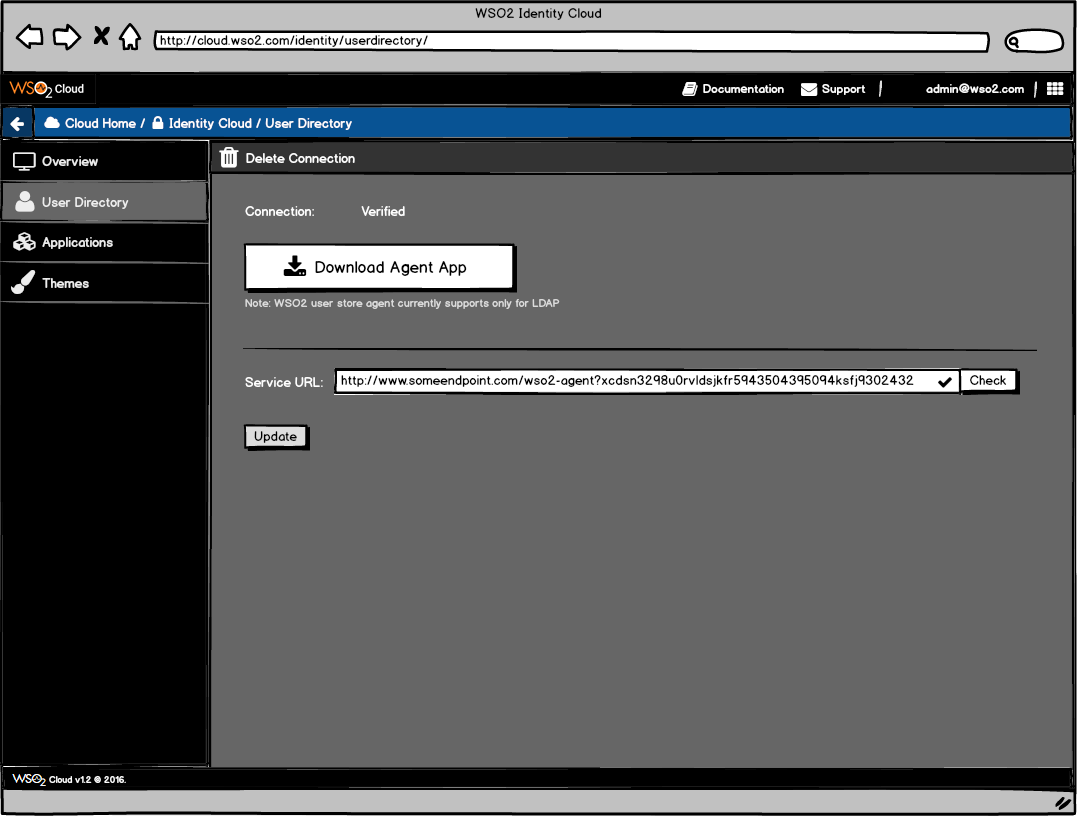 WSO2 Identity Cloud
http://cloud.wso2.com/identity/userdirectory/
WSO2 Cloud
Documentation
Support
admin@wso2.com
Cloud Home / Identity Cloud / User Directory
Overview
User Directory
Applications
Themes
Delete Connection
Connection: Verified
Download Agent App
Note: WSO2 user store agent currently supports only for LDAP
Service URL: http://www.someendpoint.com/wso2-agent?xcdsn3298u0rvldsjkfr5943504395094ksfj9302432 Check
Update
WSO2 Cloud v1.2 © 2016.